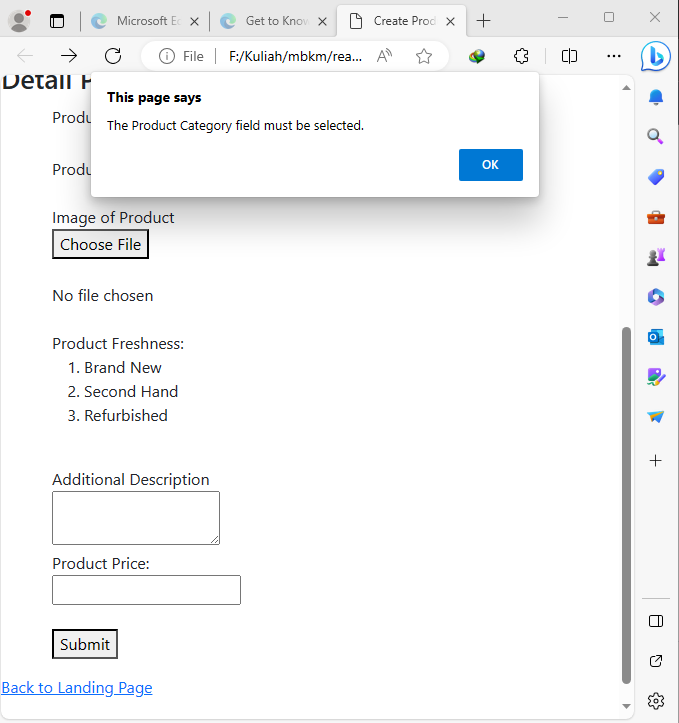 Microsoft Ec
Get to Know
Create Prod
File
F:/Kuliah/mbkm/rea...
Detail P
This page says
The Product Category field must be selected.
OK
Produ
Produ
Image of Product
Choose File
No file chosen
Product Freshness:
1. Brand New
2. Second Hand
3. Refurbished
Additional Description
Product Price:
Submit
Back to Landing Page